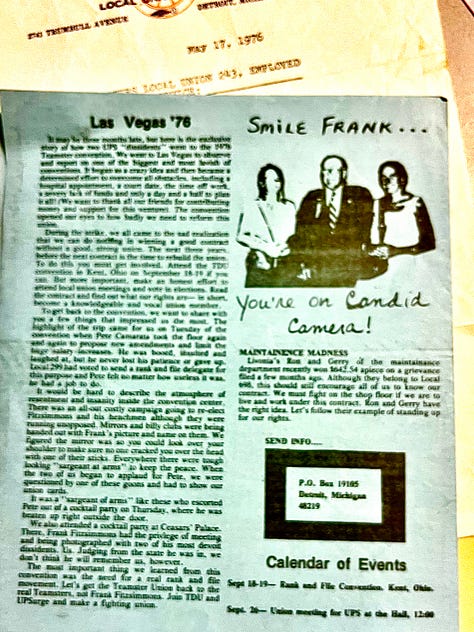 LOCAL
DETROIT, MICHIGAN
2741 TRUMBULL AVENUE
MAY 17, 1976
LOCAL UNION 243, EMPLOYED
Las Vegas '76
It may be three months late, but here is the exclusive
story of how two UPS "dissidents" went to the 1976
Teamster convention. We went to Las Vegas to observe
and report on one of the biggest and most lavish of
conventions. It began as a crazy idea and then became a
determined effort to overcome all obstacles, including a
hospital appointment, a court date, the time off work,
a severe lack of funds and only a day and a half to plan
it all! (We want to thank all our friends for contributing
money and support for this venture). The convention
opened our eyes to how badly we need to reform this
union.
During the strike, we all came to the sad realization
that we can do nothing in winning a good contract
without a good, strong union. The next three years
before the next contract is the time to rebuild the union.
To do this you must get involved. Attend the TDU
convention in Kent, Ohio on September 18-19 if you
can. But more important, make an honest effort to
attend local union meetings and vote in elections. Read
the contract and find out what our rights are— in short,
become a knowledgeable and vocal union member.
To get back to the convention, we want to share with
you a few things that impressed us the most. The
highlight of the trip came for us on Tuesday of the
convention when Pete Camarata took the floor again
and again to propose new amendments and limit the
huge salary increases. He was booed, insulted and
laughed at, but he never lost his patience or gave up.
Local 299 had voted to send a rank and file delegate for
this purpose and Pete felt no matter how useless it was,
he had a job to do.
It would be hard to describe the atmosphere of
resentment and insanity inside the convention center.
There was an all-out costly campaign going to re-elect
Fitzsimmons and his henchmen although they were
running unopposed. Mirrors and billy clubs were being
handed out with Frank's picture and name on them. We
figured the mirror was so you could look over your
shoulder to make sure no one cracked you over the head
with one of their sticks. Everywhere there were tough
looking "sargeant at arms" to keep the peace. When
the two of us began to applaud for Pete, we were
questioned by one of these goons and had to show our
union cards.
It was a "sargeant of arms" like these who escorted
Pete out of a cocktail party on Thursday, where he was
beaten up right outside the door.
We also attended a cocktail party at Ceasars' Palace.
There, Frank Fitzsimmons had the privilege of meeting
and being photographed with two of his most devout
dissidents. Us. Judging from the state he was in, we
don't think he will remember us, however.
The most important thing we learned from this
convention was the need for a real rank and file
movement. Let's get the Teamster Union back to the
real Teamsters, not Frank Fitzsimmons. Join TDU and
UPSurge and make a fighting union.
SMILE FRANK...
You're on Candid
Camera!
MAINTAINENCE MADNESS
Livonia's Ron and Gerry of the maintainance
department recently won $642.54 apiece on a grievance
filed a few months ago. Although they belong to Local
698, this should still encourage all of us to know our
contract. We must fight on the shop floor if we are to
live and work under this contract. Ron and Gerry have
the right idea. Let's follow their example of standing up
for our rights.
SEND INFO....
P.O. Box 19105
Detroit, Michigan
48219
Calendar of Events
Sept 18-19— Rank and File Convention. Kent, Ohio.
Sept. 26— Union meeting for UPS at the Hall, 12:00